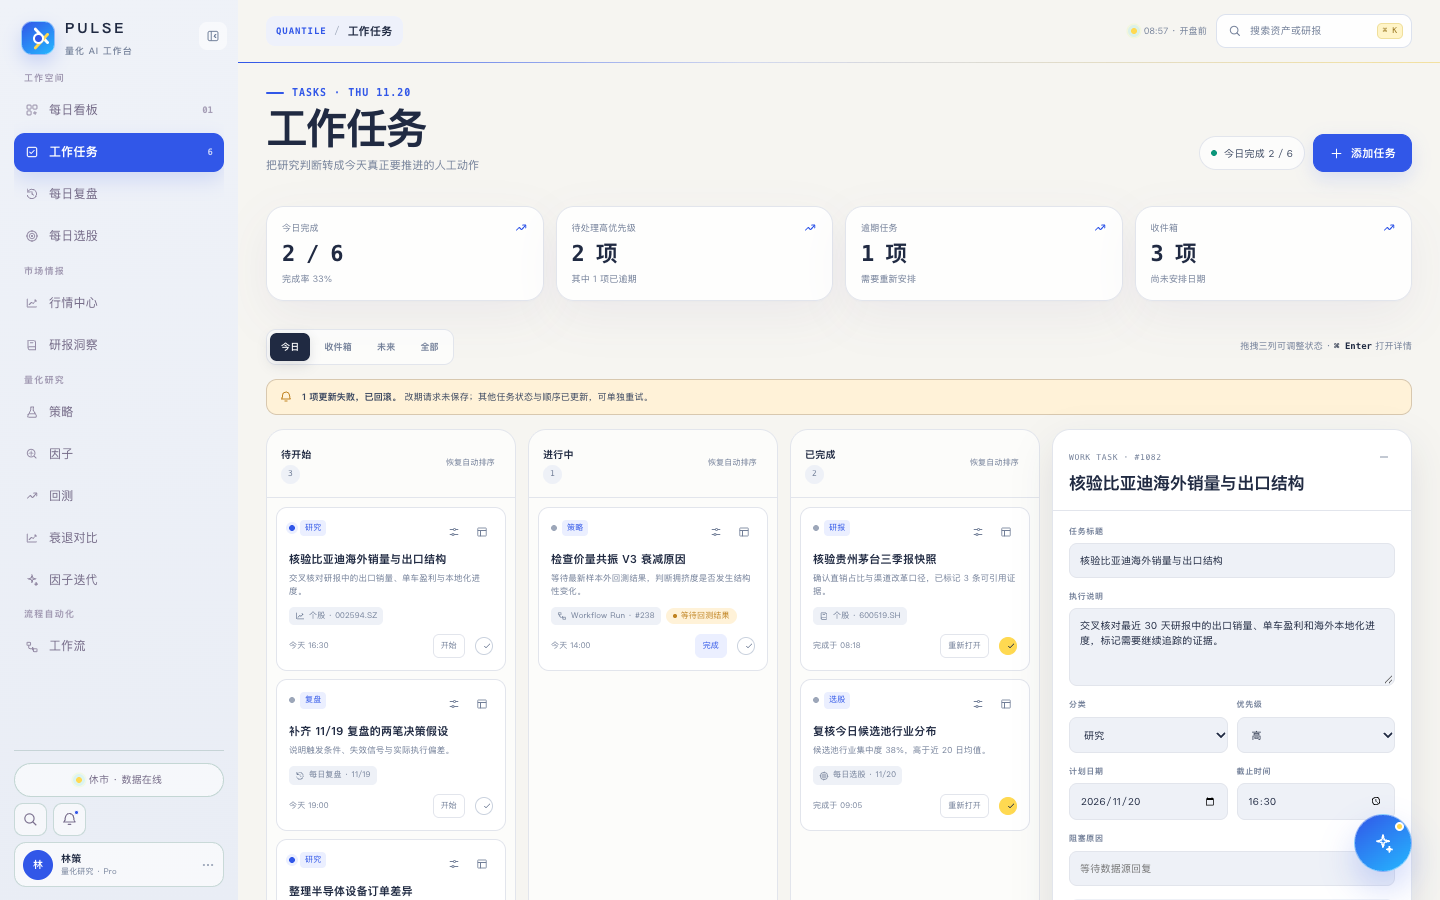 PULSE
量化 AI 工作台
工作空间
每日看板 01
工作任务 6
每日复盘
每日选股
市场情报
行情中心
研报洞察
量化研究
策略
因子
回测
衰退对比
因子迭代
流程自动化
工作流
休市 · 数据在线
林
林策
量化研究 · Pro
QUANTILE / 工作任务
08:57 · 开盘前
搜索资产或研报
⌘ K
TASKS · THU 11.20
工作任务
把研究判断转成今天真正要推进的人工动作
今日完成 2 / 6
添加任务
今日完成
2 / 6
完成率 33%
待处理高优先级
2 项
其中 1 项已逾期
逾期任务
1 项
需要重新安排
收件箱
3 项
尚未安排日期
今日 收件箱 未来 全部
拖拽三列可调整状态 · ⌘ Enter 打开详情
1 项更新失败，已回滚。 改期请求未保存；其他任务状态与顺序已更新，可单独重试。
待开始
3
恢复自动排序
研究
核验比亚迪海外销量与出口结构
交叉核对研报中的出口销量、单车盈利与本地化进
度。
个股 · 002594.SZ
今天 16:30
开始
复盘
补齐 11/19 复盘的两笔决策假设
说明触发条件、失效信号与实际执行偏差。
每日复盘 · 11/19
今天 19:00
开始
研究
整理半导体设备订单差异
进行中
1
恢复自动排序
策略
检查价量共振 V3 衰减原因
等待最新样本外回测结果，判断拥挤度是否发生结构
性变化。
Workflow Run · #238
等待回测结果
今天 14:00
完成
已完成
2
恢复自动排序
研报
核验贵州茅台三季报快照
确认直销占比与渠道改革口径，已标记 3 条可引用证
据。
个股 · 600519.SH
完成于 08:18
重新打开
选股
复核今日候选池行业分布
候选池行业集中度 38%，高于近 20 日均值。
每日选股 · 11/20
完成于 09:05
重新打开
WORK TASK · #1082
核验比亚迪海外销量与出口结构
任务标题
核验比亚迪海外销量与出口结构
执行说明
交叉核对最近 30 天研报中的出口销量、单车盈利和海外本地化进
度，标记需要继续追踪的证据。
分类
研究
优先级
高
计划日期
2026/11/20
截止时间
16:30
阻塞原因
等待数据源回复